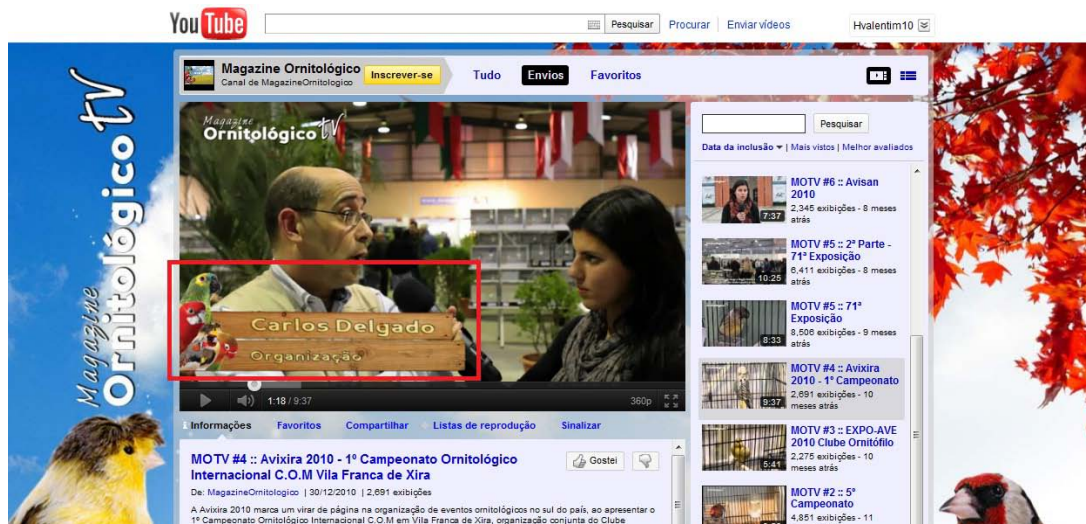 You Tube
Pesquisar
Procurar
Enviar vídeos
Hvalentim10
Magazine
Ornitológico tv
Magazine Ornitológico
Canal de MagazineOrnitologico
Inscrever-se
Tudo
Envios
Favoritos
Magazine
Ornitológico tv
Carlos Delgado
Organização
1:18 / 9:37
360p
Informações
Favoritos
Compartilhar
Listas de reprodução
Sinalizar
MOTV #4 :: Avixira 2010 - 1º Campeonato Ornitológico
Internacional C.O.M Vila Franca de Xira
Gostei
De: MagazineOrnitologico | 30/12/2010 | 2,691 exibições
A Avixira 2010 marca um virar de página na organização de eventos ornitológicos no sul do país, ao apresentar o
1º Campeonato Ornitológico Internacional C.O.M em Vila Franca de Xira, organização conjunta do Clube
Pesquisar
Data da inclusão | Mais vistos | Melhor avaliados
7:37
MOTV #6 :: Avisan
2010
2,345 exibições - 8 meses
atrás
10:25
MOTV #5 :: 2ª Parte -
71ª Exposição
6,411 exibições - 8 meses
atrás
8:33
MOTV #5 :: 71ª
Exposição
8,506 exibições - 9 meses
atrás
9:37
MOTV #4 :: Avixira
2010 - 1º Campeonato
2,691 exibições - 10
meses atrás
5:41
MOTV #3 :: EXPO-AVE
2010 Clube Ornitófilo
2,275 exibições - 10
meses atrás
MOTV #2 :: 5º
Campeonato
4,851 exibições - 11